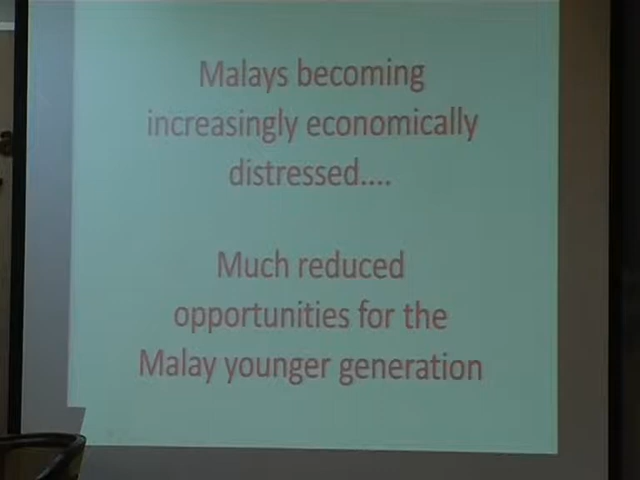 Malays becoming
increasingly economically
distressed....
Much reduced
opportunities for the
Malay younger generation